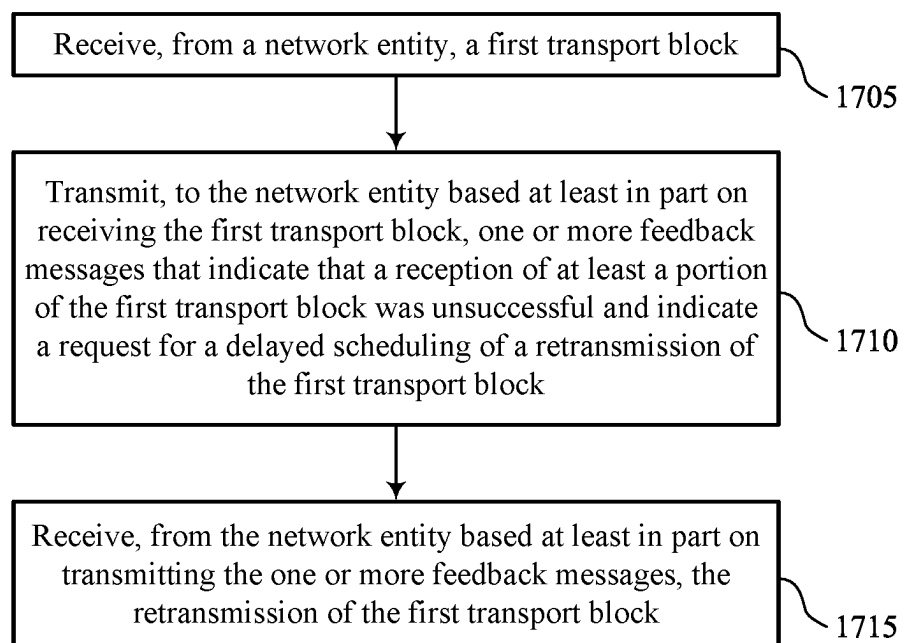 Receive, from a network entity, a first transport block
1705
Transmit, to the network entity based at least in part on
receiving the first transport block, one or more feedback
messages that indicate that a reception of at least a portion
of the first transport block was unsuccessful and indicate
a request for a delayed scheduling of a retransmission of
the first transport block
1710
Receive, from the network entity based at least in part on
transmitting the one or more feedback messages, the
retransmission of the first transport block
1715